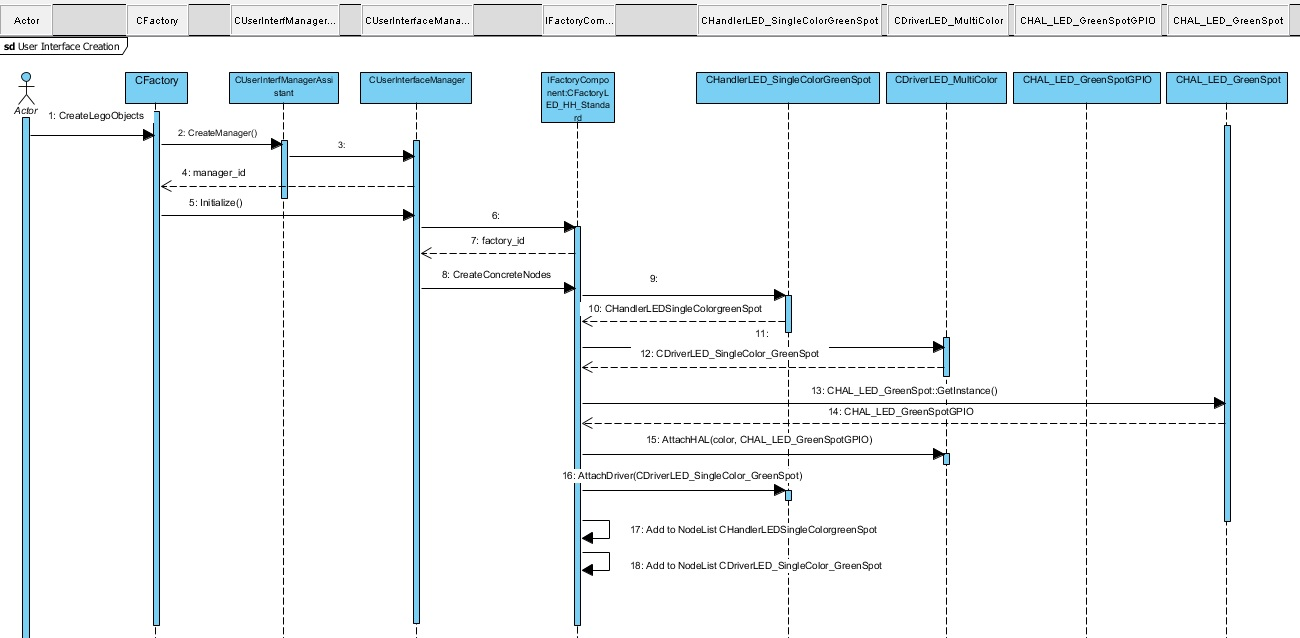 Actor
CFactory
CUserInterfManager...
CUserInterfaceMana...
IFactoryCom...
CHandlerLED_SingleColorGreenSpot
CDriverLED_MultiColor
CHAL_LED_GreenSpotGPIO
CHAL_LED_GreenSpot
sd User Interface Creation
CFactory
CUserInterfManagerAssi
stant
CUserInterfaceManager
IFactoryCompo
nent:CFactoryL
ED_HH_Standa
rd
CHandlerLED_SingleColorGreenSpot
CDriverLED_MultiColor
CHAL_LED_GreenSpotGPIO
CHAL_LED_GreenSpot
Actor
1: CreateLegoObjects
2: CreateManager()
3:
4: manager_id
5: Initialize()
6:
7: factory_id
8: CreateConcreteNodes
9:
10: CHandlerLEDSingleColorgreenSpot
11:
12: CDriverLED_SingleColor_GreenSpot
13: CHAL_LED_GreenSpot::GetInstance()
14: CHAL_LED_GreenSpotGPIO
15: AttachHAL(color, CHAL_LED_GreenSpotGPIO)
16: AttachDriver(CDriverLED_SingleColor_GreenSpot)
17: Add to NodeList CHandlerLEDSingleColorgreenSpot
18: Add to NodeList CDriverLED_SingleColor_GreenSpot